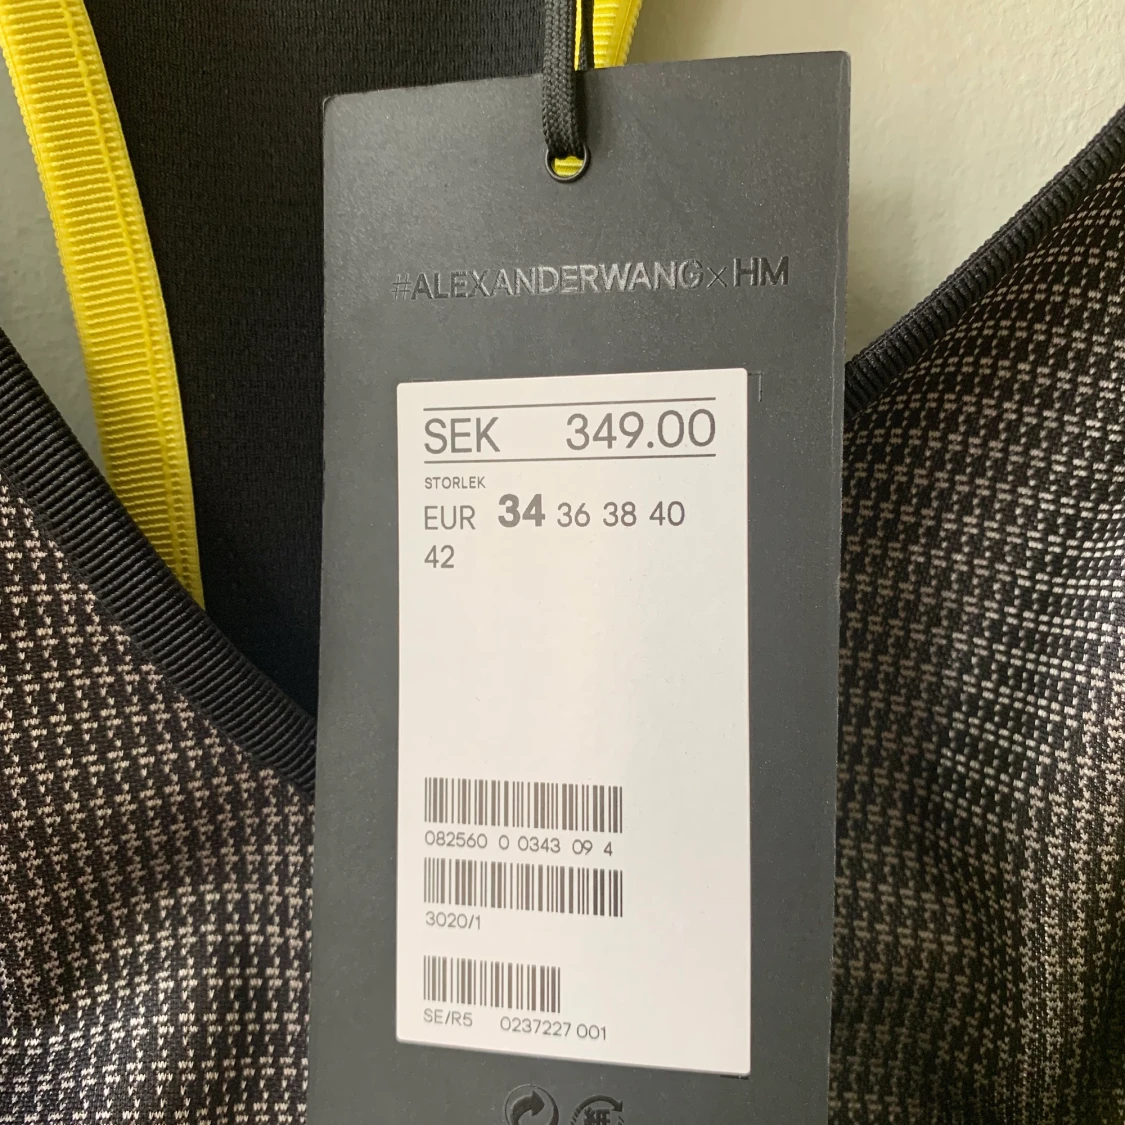 #ALEXANDERWANG×HM
SEK 349.00
STORLEK
EUR 34 36 38 40
42
082560 0 0343 09 4
3020/1
SE/R5 0237227 001
紙